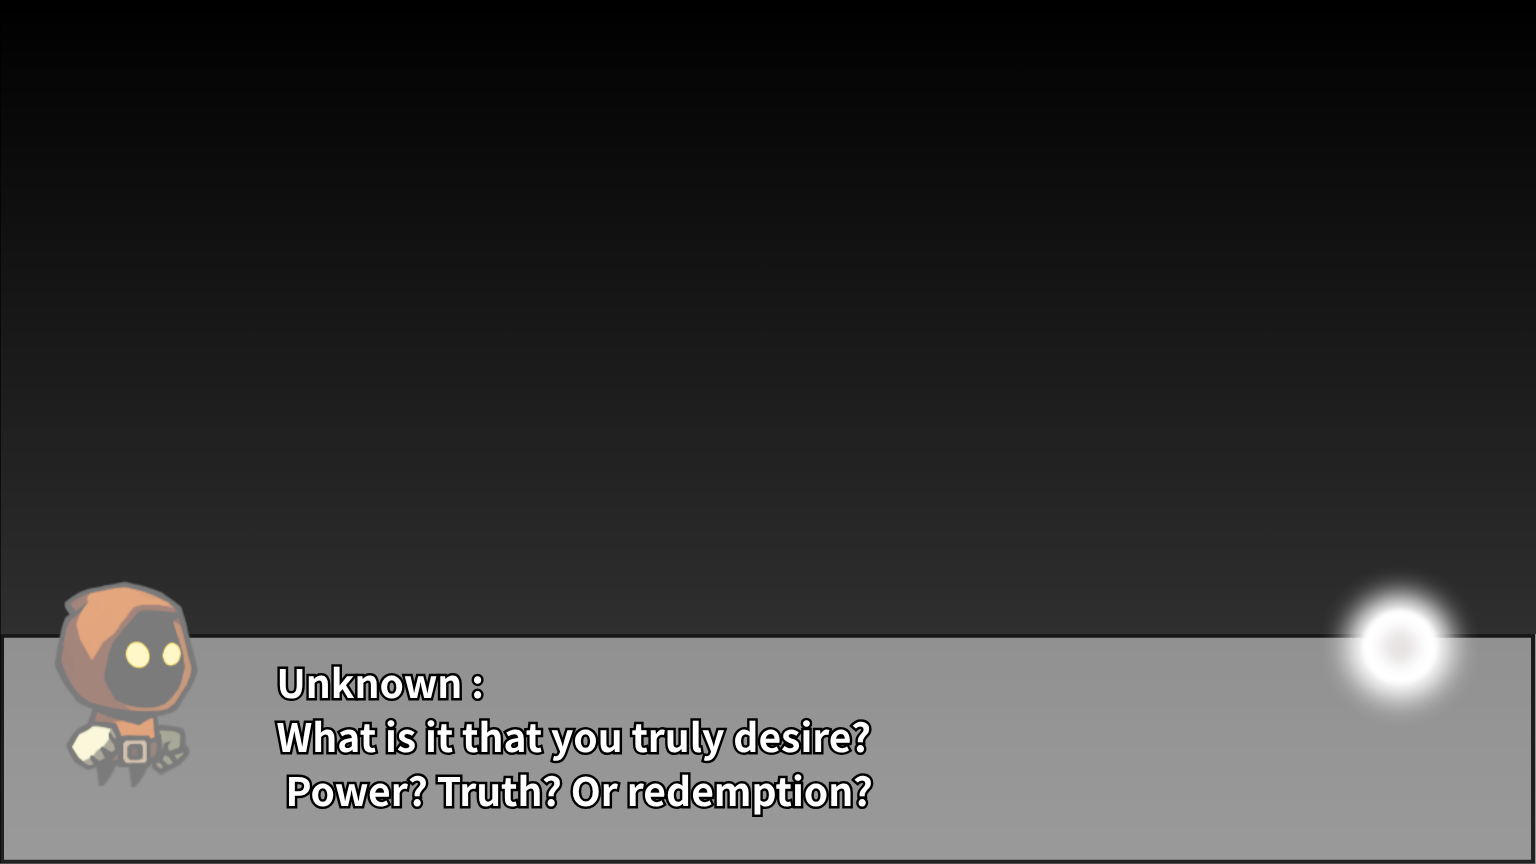 Unknown :
What is it that you truly desire?
Power? Truth? Or redemption?